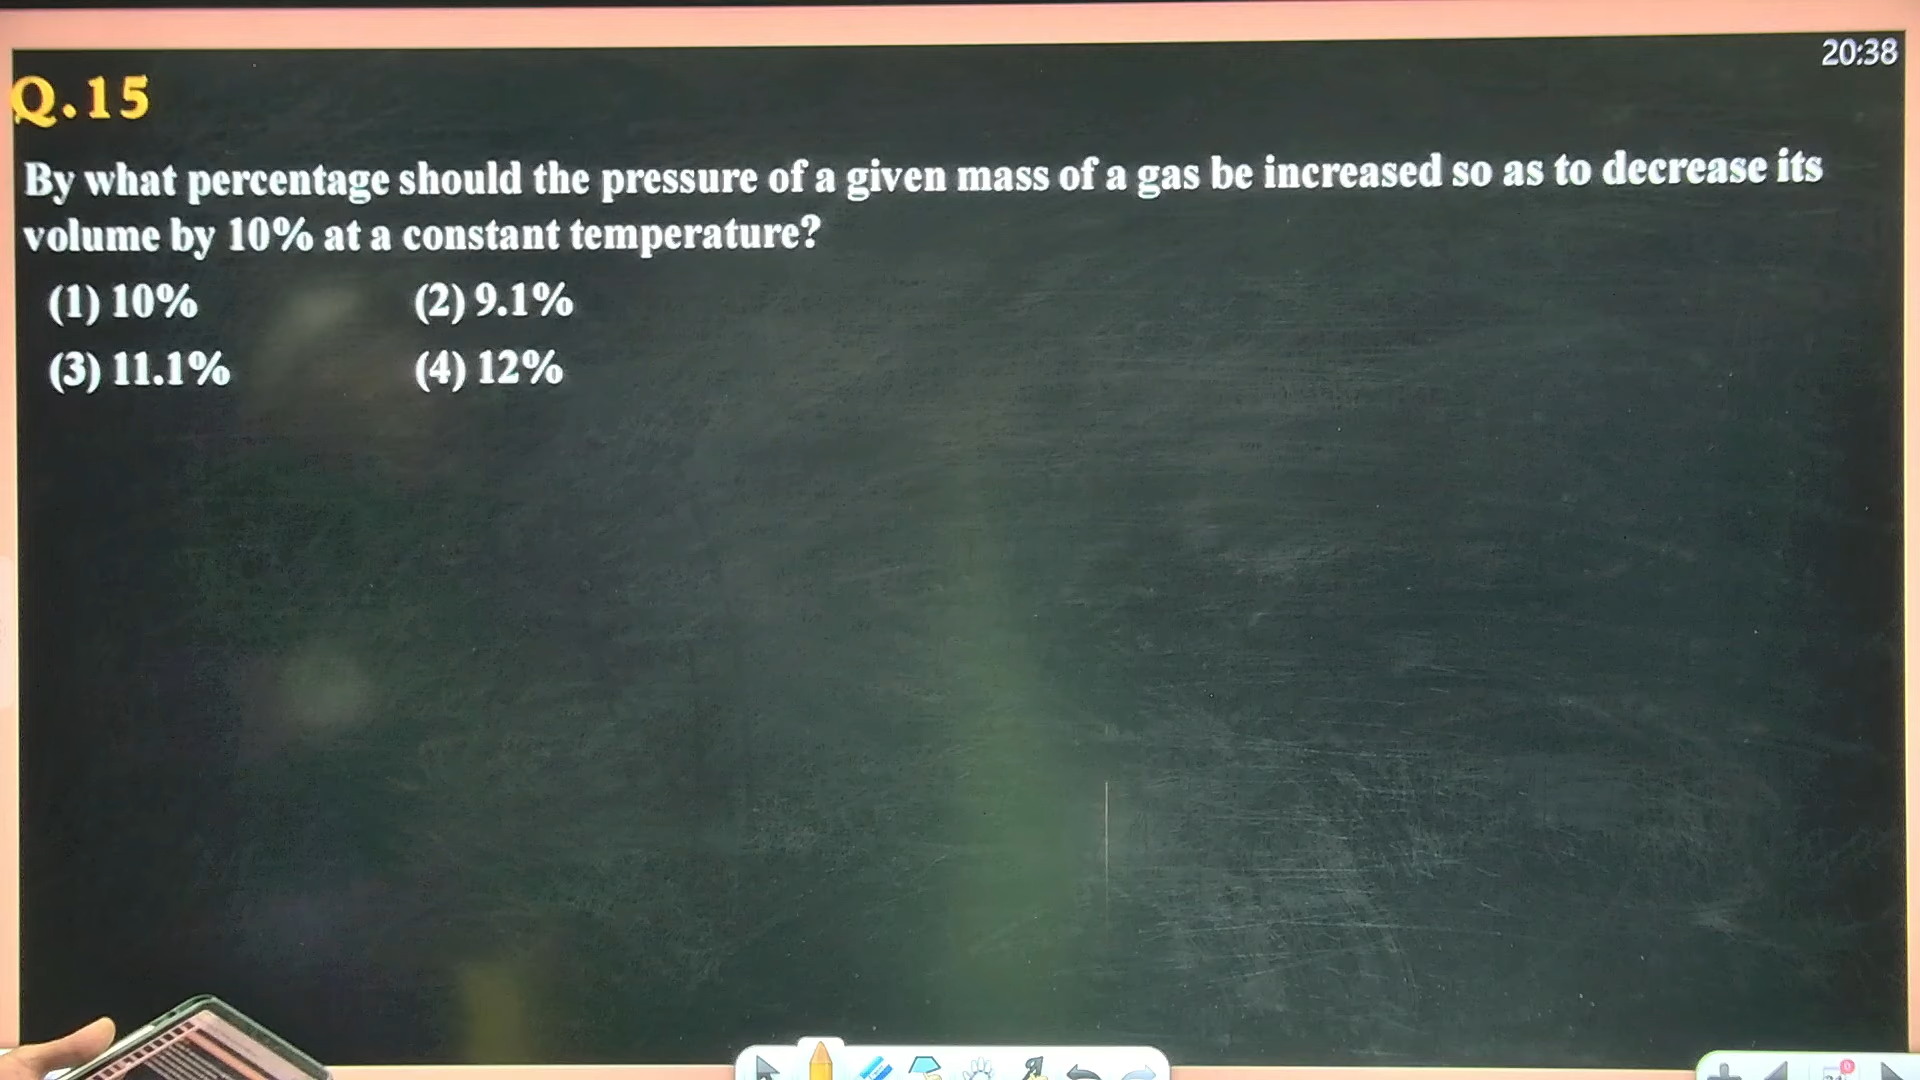 20:38
Q.15
By what percentage should the pressure of a given mass of a gas be increased so as to decrease its
volume by 10% at a constant temperature?
(1) 10% (2) 9.1%
(3) 11.1% (4) 12%